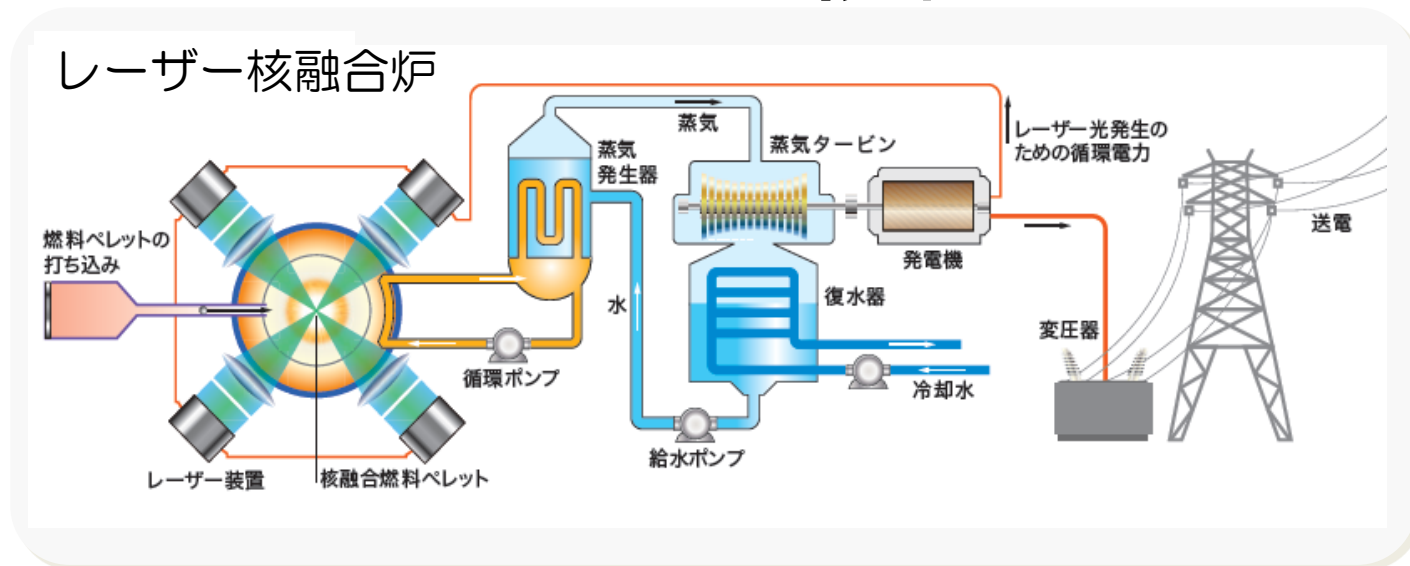 レーザー核融合炉
蒸気
レーザー光発生の
ための循環電力
蒸気
発生器
蒸気タービン
燃料ペレットの
打ち込み
発電機
送電
水
復水器
変圧器
循環ポンプ
冷却水
給水ポンプ
レーザー装置
核融合燃料ペレット